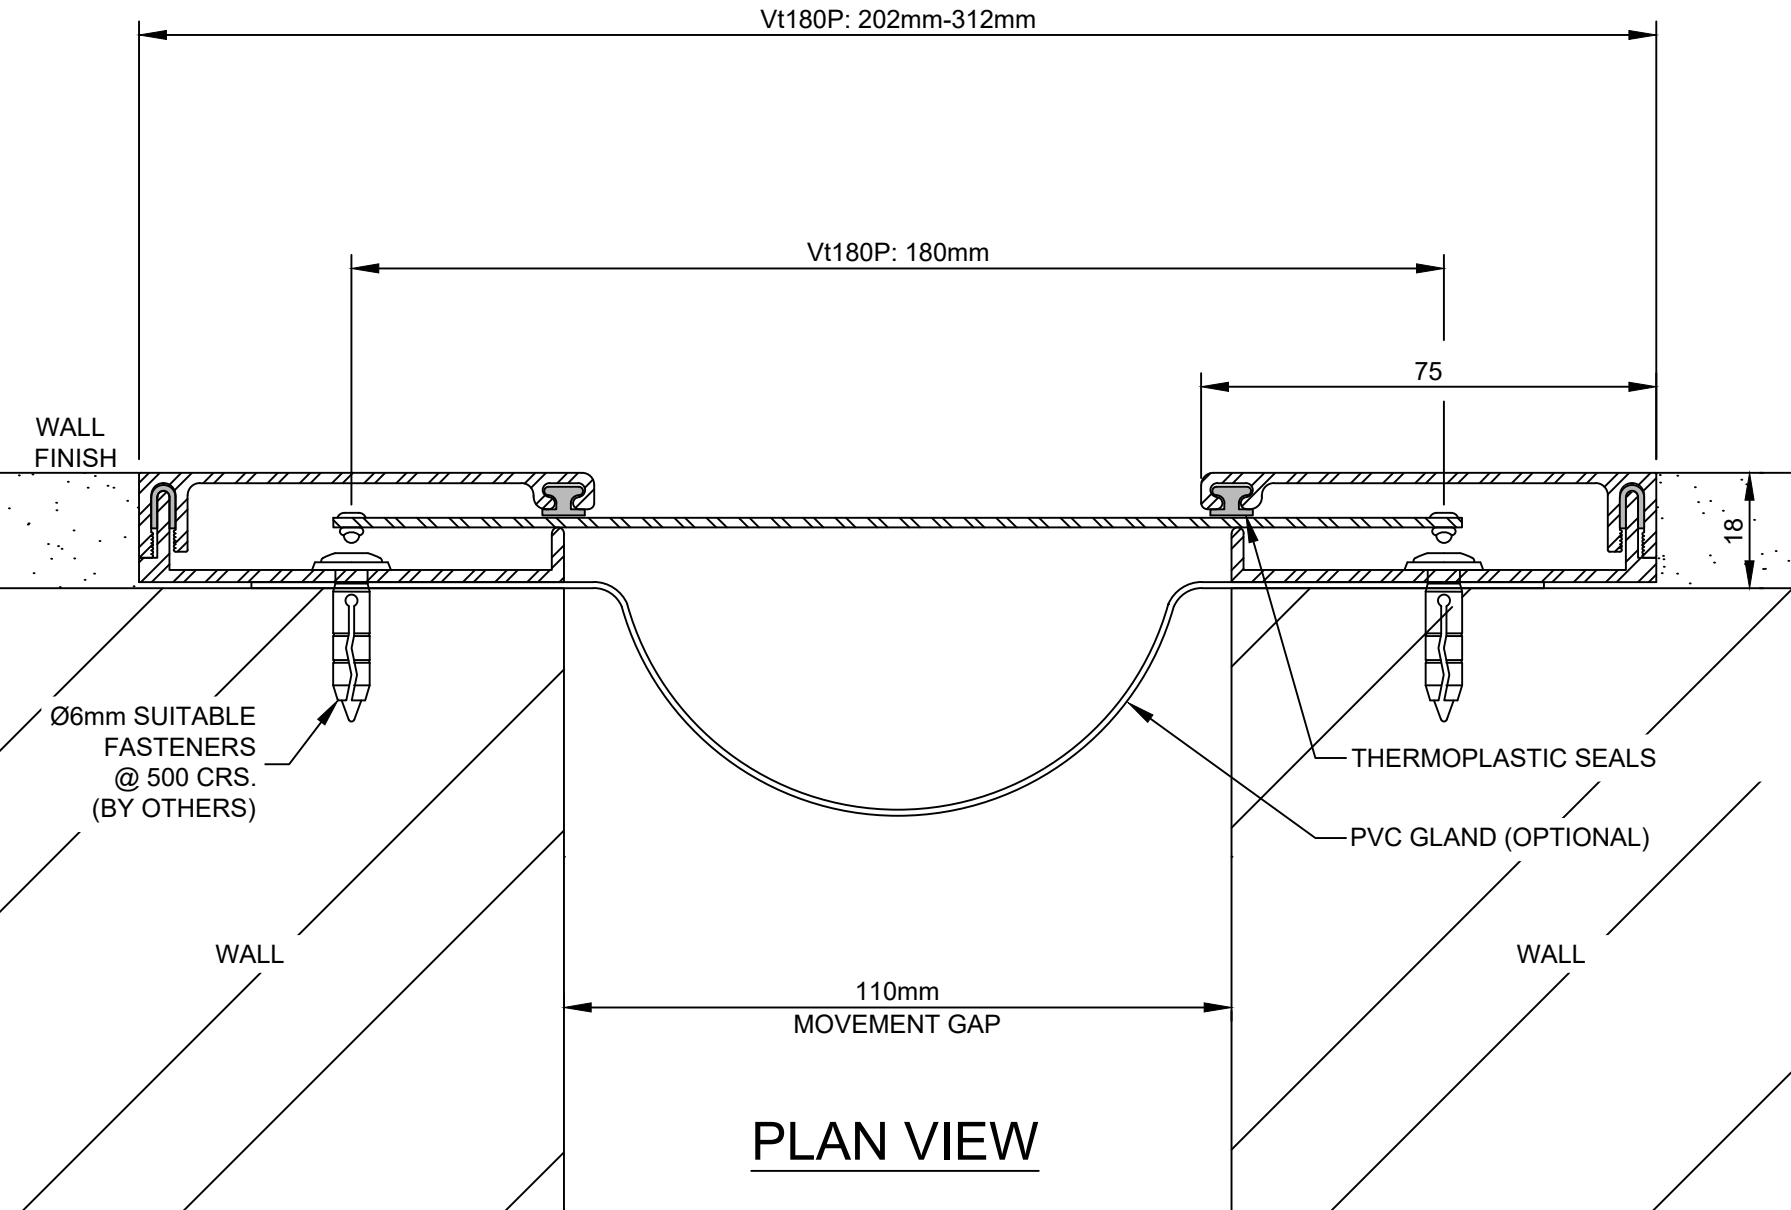 Vt180P: 202mm-312mm
Vt180P: 180mm
75
WALL
FINISH
18
Ø6mm SUITABLE
FASTENERS
@ 500 CRS.
(BY OTHERS)
THERMOPLASTIC SEALS
PVC GLAND (OPTIONAL)
WALL
WALL
110mm
MOVEMENT GAP
PLAN VIEW